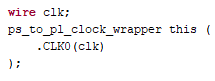 wire clk;
ps_to_pl_clock_wrapper this (
    .CLK0(clk)
);